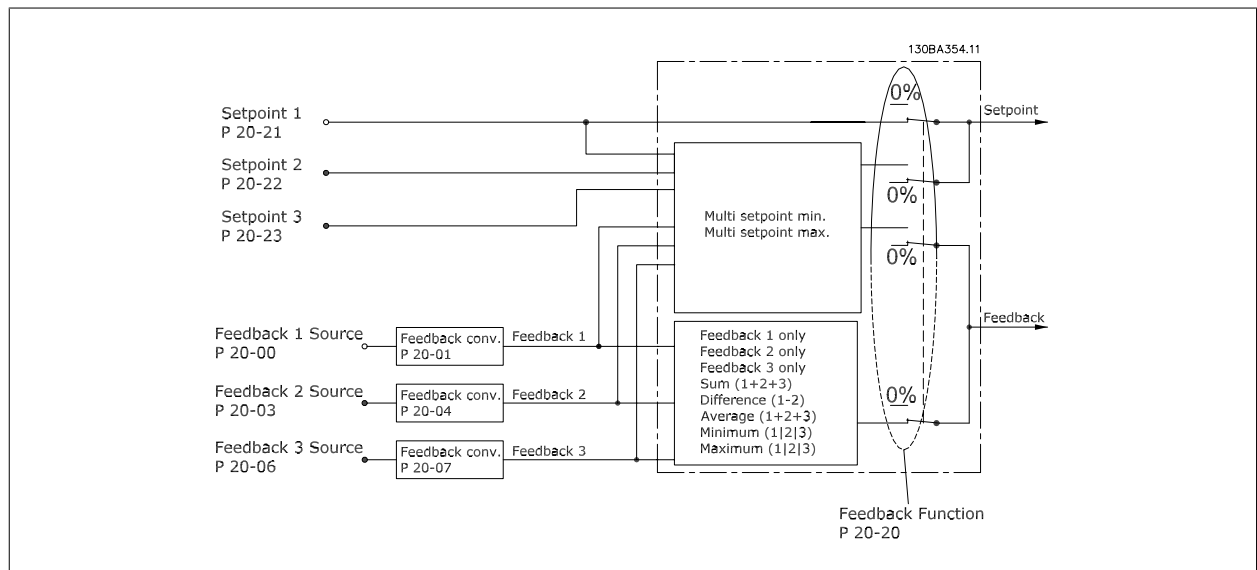 130BA354.11
0%
Setpoint 1
P 20-21
Setpoint
Setpoint 2
P 20-22
0%
Setpoint 3
P 20-23
Multi setpoint min.
Multi setpoint max.
0%
Feedback
Feedback 1 Source
P 20-00
Feedback conv.
P 20-01
Feedback 1
Feedback 2 Source
P 20-03
Feedback conv.
P 20-04
Feedback 2
Feedback 3 Source
P 20-06
Feedback conv.
P 20-07
Feedback 3
Feedback 1 only
Feedback 2 only
Feedback 3 only
Sum (1+2+3)
Difference (1-2)
Average (1+2+3)
Minimum (1|2|3)
Maximum (1|2|3)
0%
Feedback Function
P 20-20